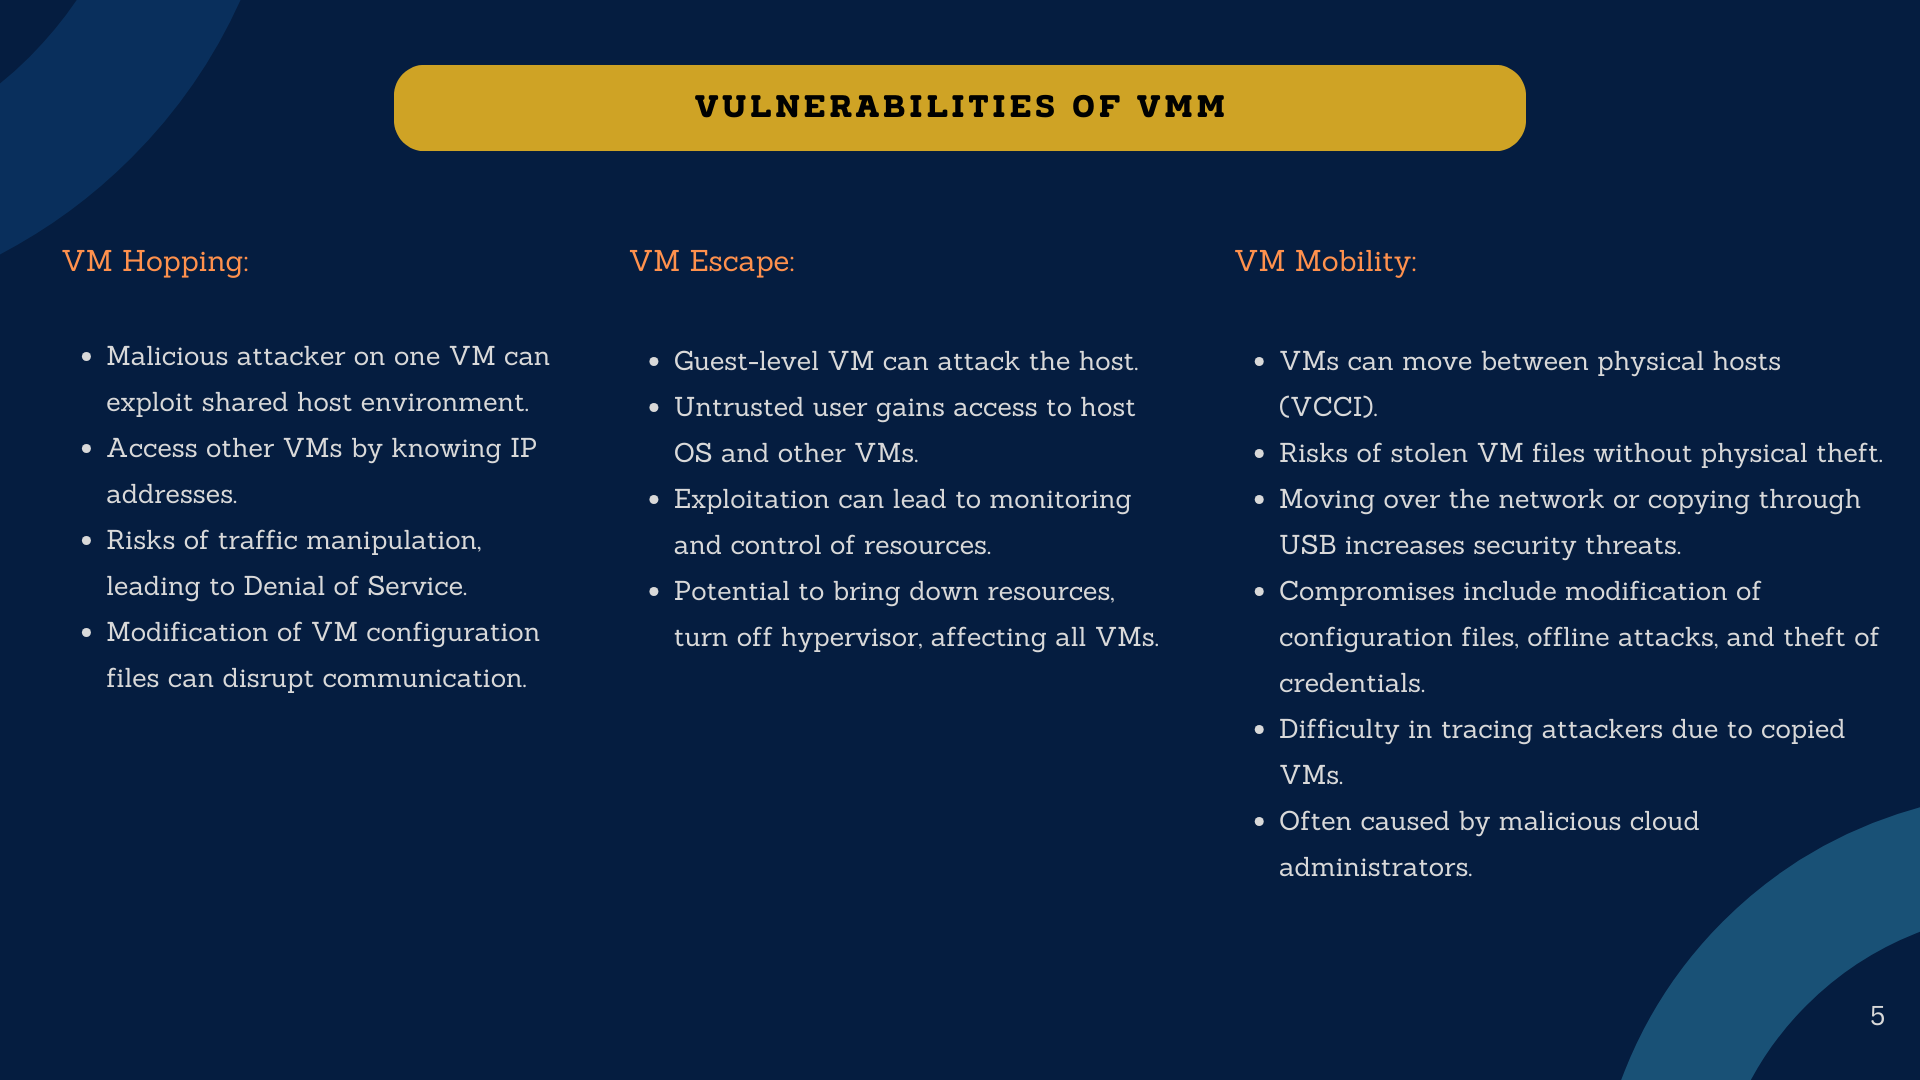 VULNERABILITIES OF VMM
VM Hopping:
• Malicious attacker on one VM can
exploit shared host environment.
• Access other VMs by knowing IP
addresses.
• Risks of traffic manipulation,
leading to Denial of Service.
• Modification of VM configuration
files can disrupt communication.
VM Escape:
• Guest-level VM can attack the host.
• Untrusted user gains access to host
OS and other VMs.
• Exploitation can lead to monitoring
and control of resources.
• Potential to bring down resources,
turn off hypervisor, affecting all VMs.
VM Mobility:
• VMs can move between physical hosts
(VCCI).
• Risks of stolen VM files without physical theft.
• Moving over the network or copying through
USB increases security threats.
• Compromises include modification of
configuration files, offline attacks, and theft of
credentials.
• Difficulty in tracing attackers due to copied
VMs.
• Often caused by malicious cloud
administrators.
5